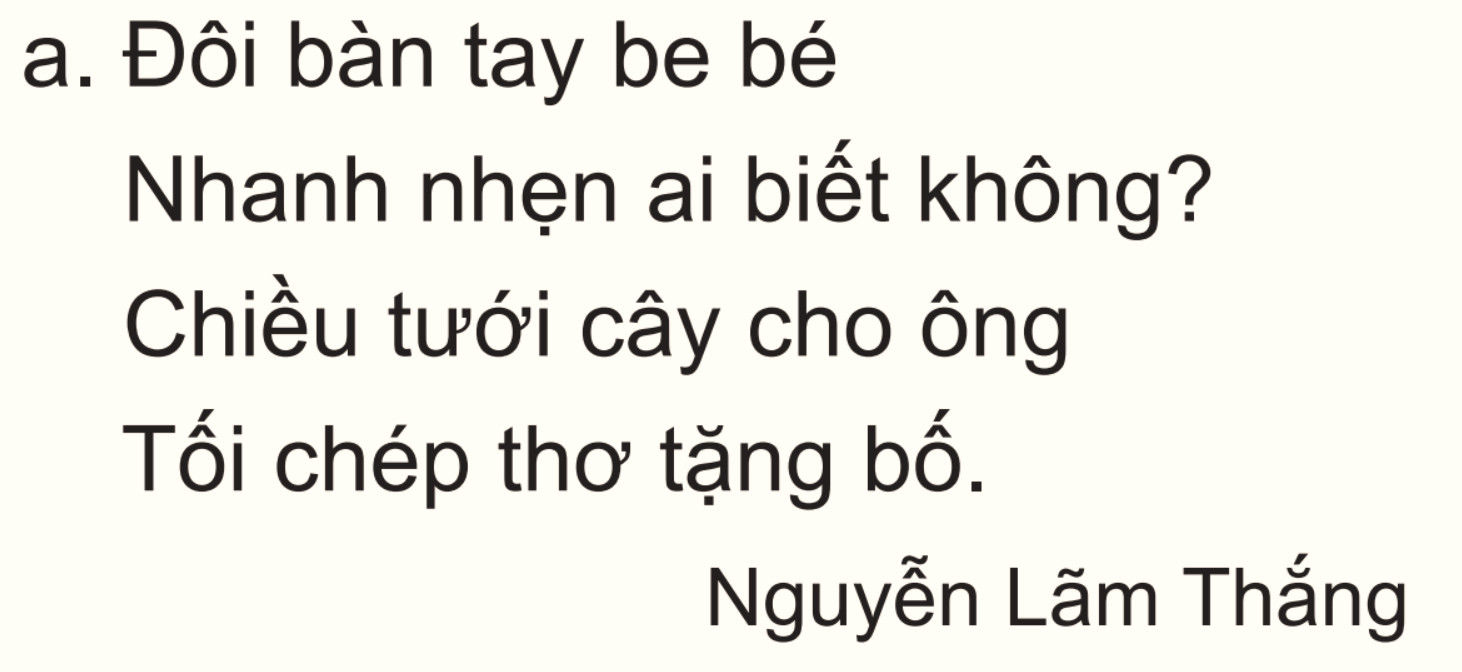 a. Đôi bàn tay be bé
Nhanh nhẹn ai biết không?
Chiều tưới cây cho ông
Tối chép thơ tặng bố.
Nguyễn Lãm Thắng